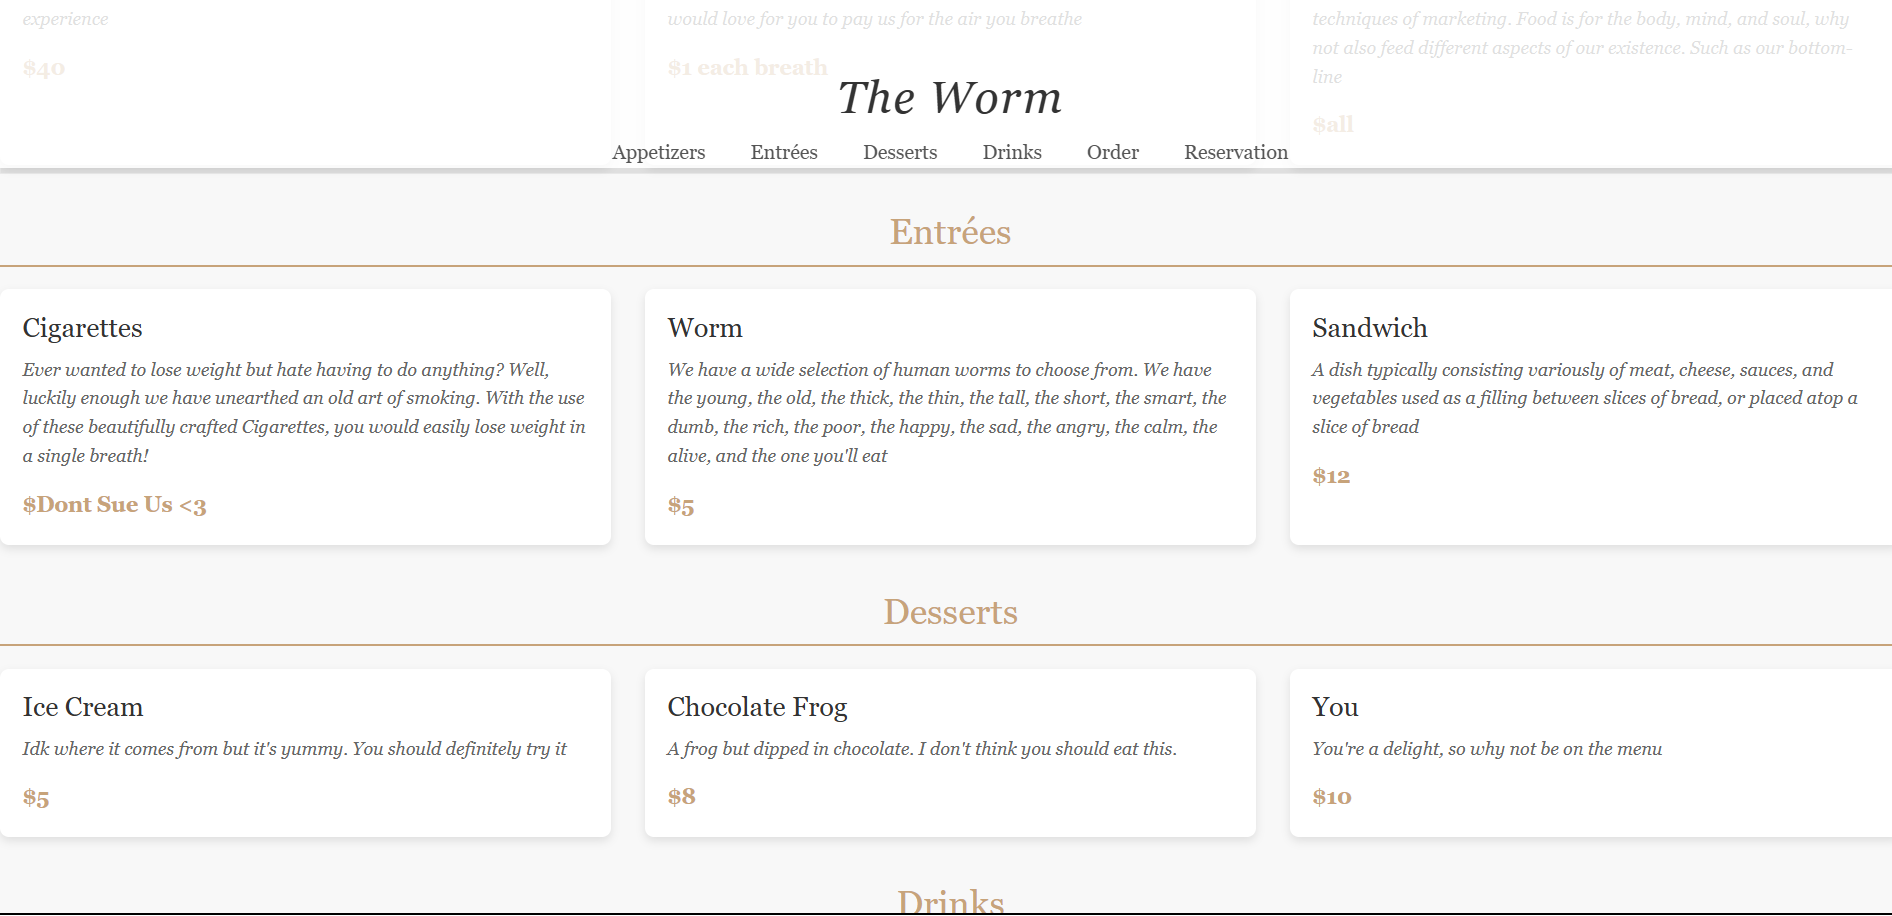 experience
$40
would love for you to pay us for the air you breathe
$1 each breath
techniques of marketing. Food is for the body, mind, and soul, why
not also feed different aspects of our existence. Such as our bottom-
line
$all
The Worm
Appetizers Entrées Desserts Drinks Order Reservation
Entrées
Cigarettes
Ever wanted to lose weight but hate having to do anything? Well,
luckily enough we have unearthed an old art of smoking. With the use
of these beautifully crafted Cigarettes, you would easily lose weight in
a single breath!
$Dont Sue Us <3
Worm
We have a wide selection of human worms to choose from. We have
the young, the old, the thick, the thin, the tall, the short, the smart, the
dumb, the rich, the poor, the happy, the sad, the angry, the calm, the
alive, and the one you'll eat
$5
Sandwich
A dish typically consisting variously of meat, cheese, sauces, and
vegetables used as a filling between slices of bread, or placed atop a
slice of bread
$12
Desserts
Ice Cream
Idk where it comes from but it's yummy. You should definitely try it
$5
Chocolate Frog
A frog but dipped in chocolate. I don't think you should eat this.
$8
You
You're a delight, so why not be on the menu
$10
Drinks